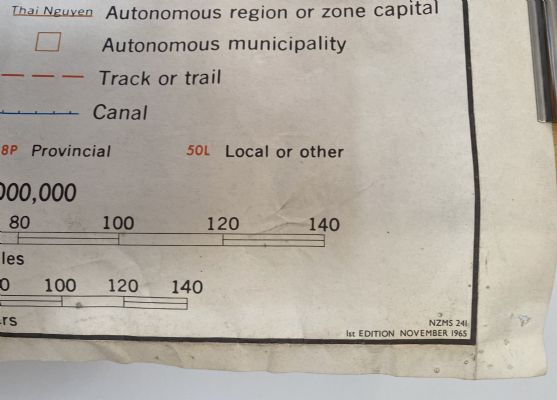 Thai Nguyen Autonomous region or zone capital
Autonomous municipality
Track or trail
Canal
8P Provincial 50L Local or other
000,000
80 100 120 140
les
0 100 120 140
rs
NZMS 241
1st EDITION NOVEMBER 1965